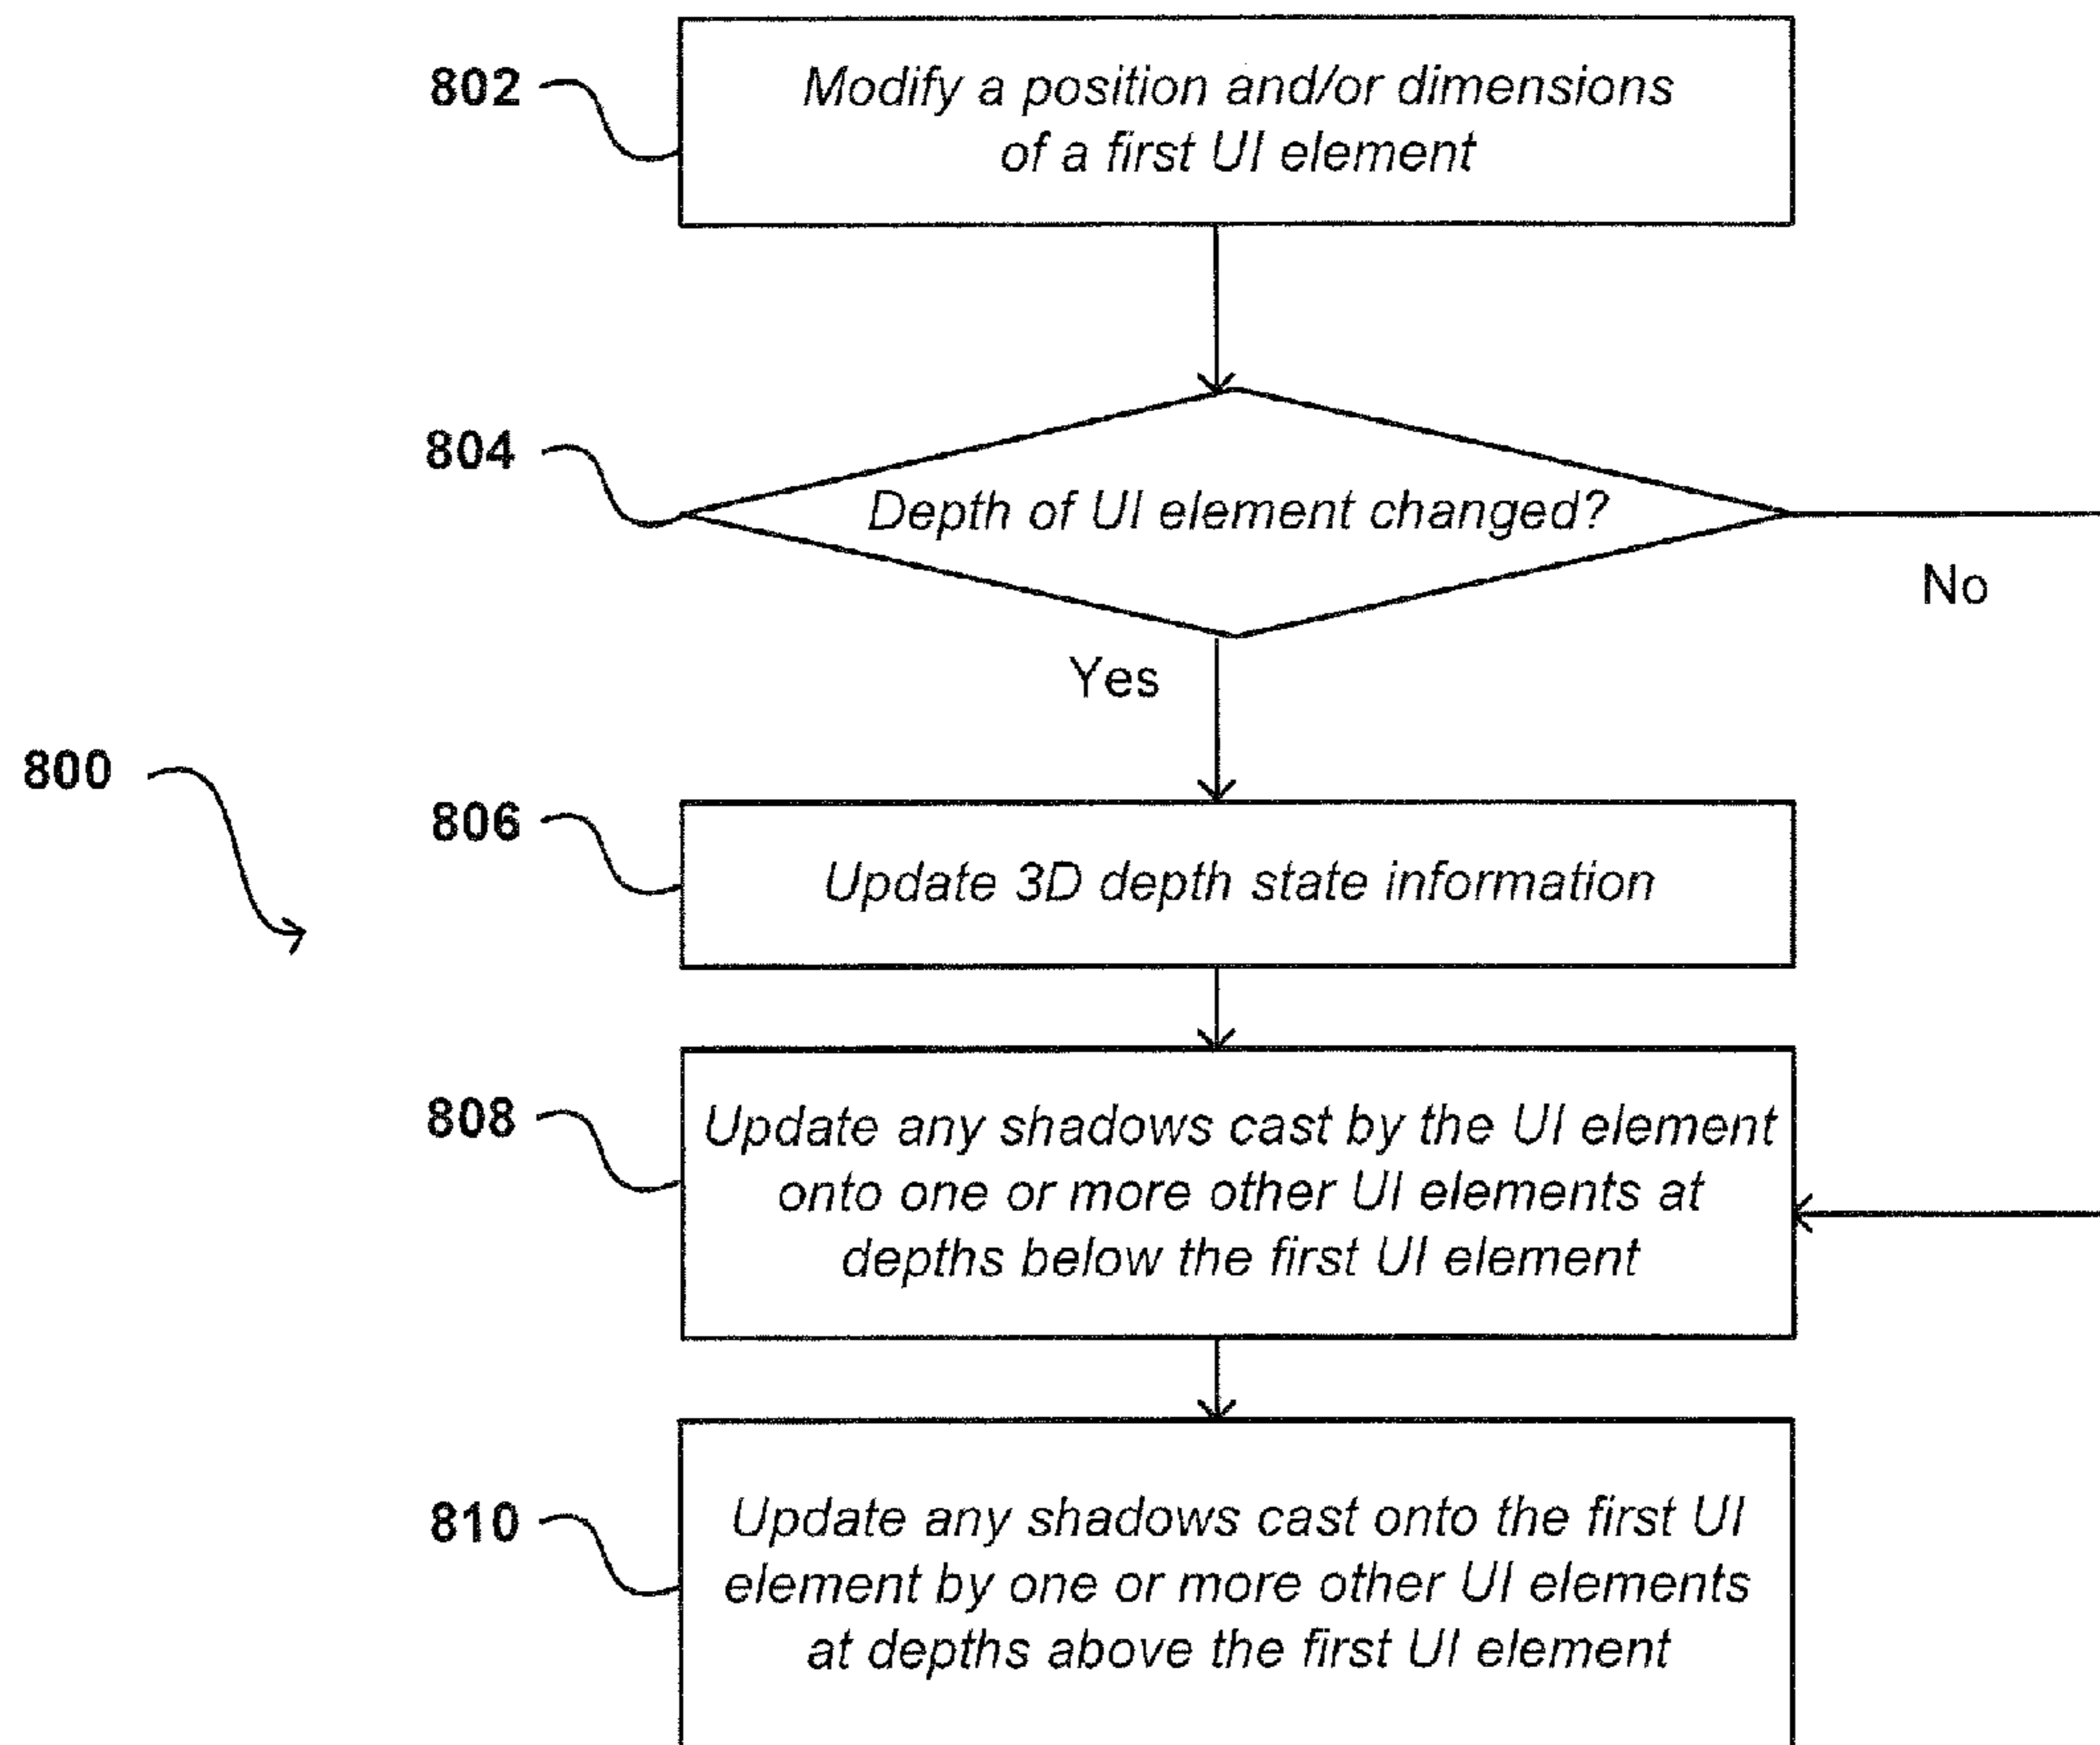 802
Modify a position and/or dimensions
of a first UI element
804
Depth of UI element changed?
No
Yes
800
806
Update 3D depth state information
808
Update any shadows cast by the UI element
onto one or more other UI elements at
depths below the first UI element
810
Update any shadows cast onto the first UI
element by one or more other UI elements
at depths above the first UI element